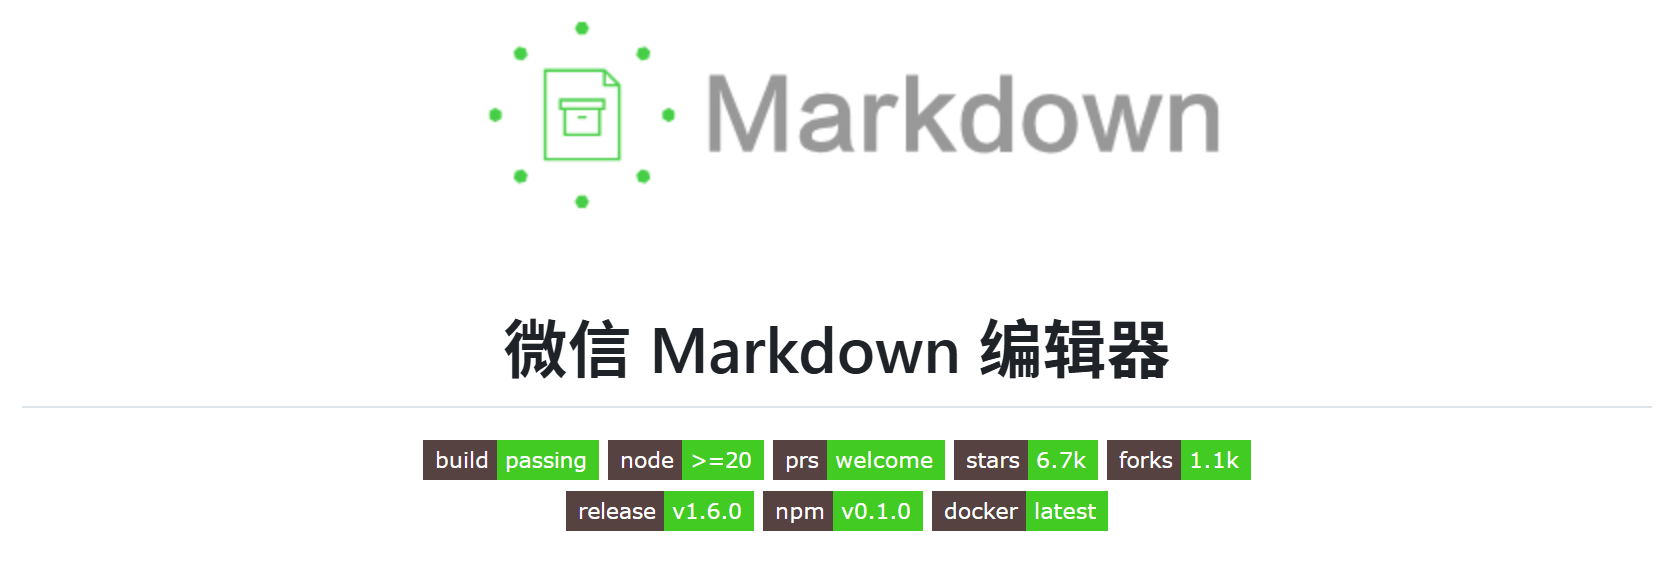 Markdown
微信 Markdown 编辑器
build passing node >=20 prs welcome stars 6.7k forks 1.1k
release v1.6.0 npm v0.1.0 docker latest